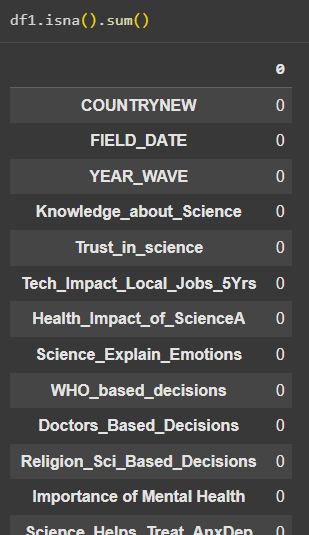 df1.isna().sum()
0
COUNTRYNEW 0
FIELD_DATE 0
YEAR_WAVE 0
Knowledge_about_Science 0
Trust_in_science 0
Tech_Impact_Local_Jobs_5Yrs 0
Health_Impact_of_ScienceA 0
Science_Explain_Emotions 0
WHO_based_decisions 0
Doctors_Based_Decisions 0
Religion_Sci_Based_Decisions 0
Importance of Mental Health 0
Science_Helps_Treat_AnxDep 0